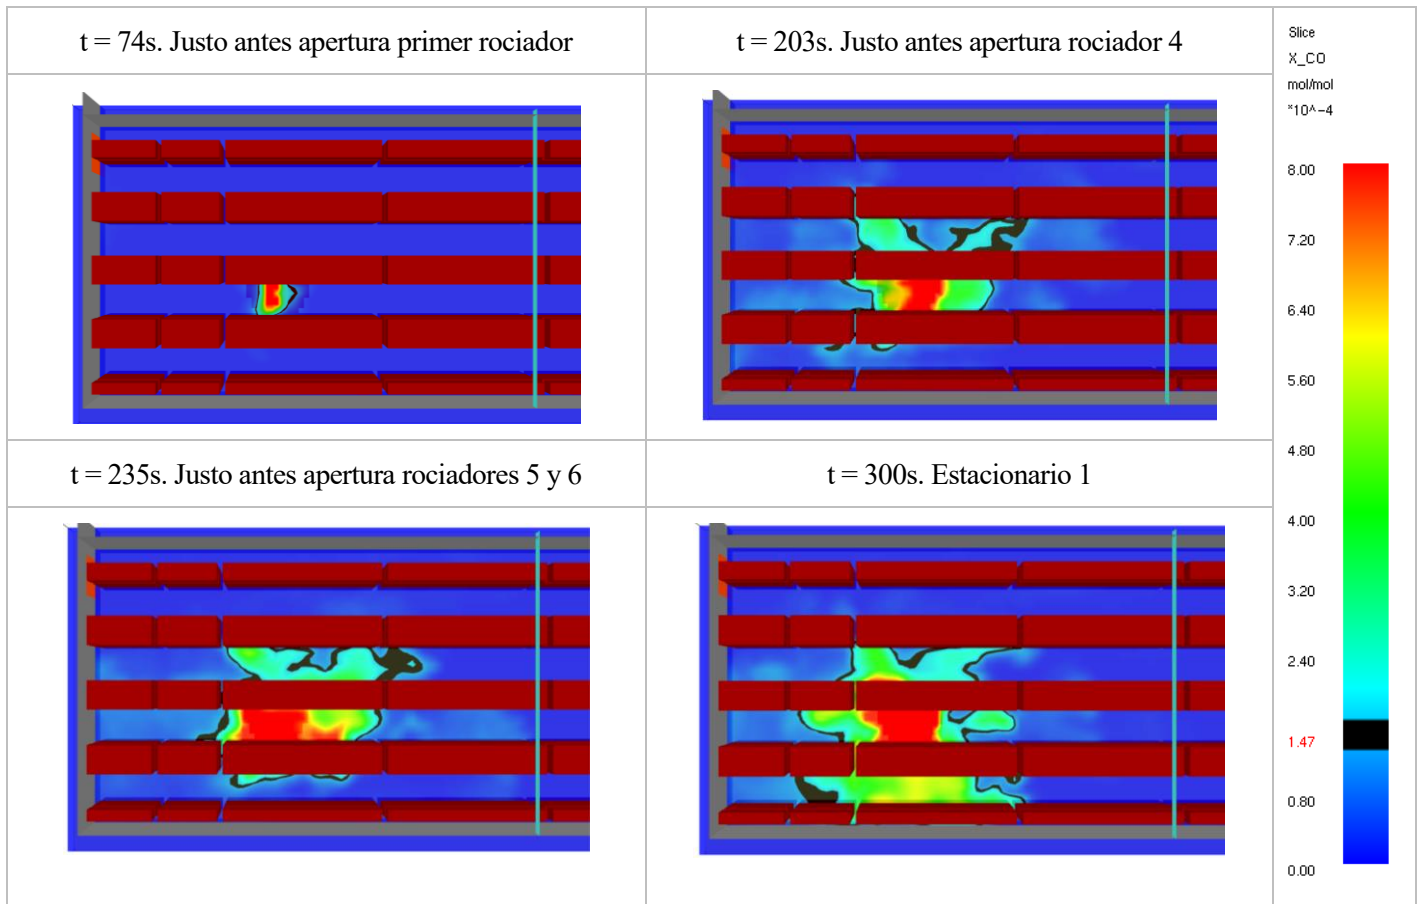 t = 74s. Justo antes apertura primer rociador
t = 203s. Justo antes apertura rociador 4
t = 235s. Justo antes apertura rociadores 5 y 6
t = 300s. Estacionario 1
Slice
X_CO
mol/mol
*10^-4
8.00
7.20
6.40
5.60
4.80
4.00
3.20
2.40
1.47
0.80
0.00